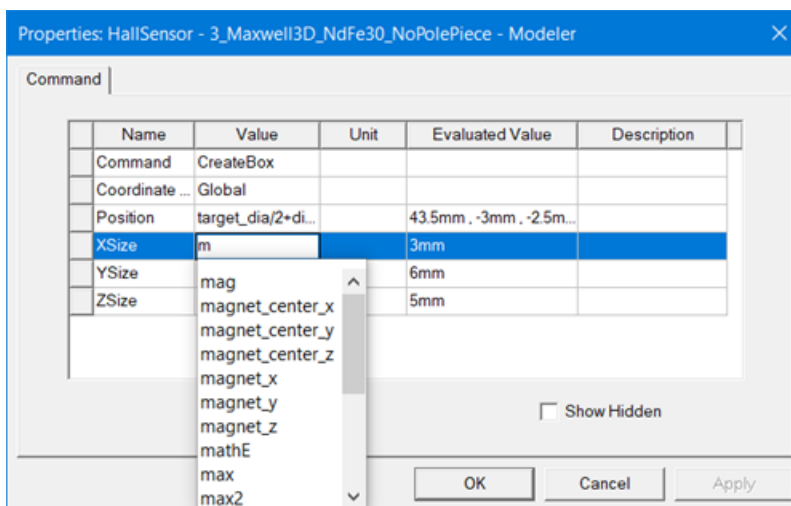 Properties: HallSensor - 3_Maxwell3D_NdFe30_NoPolePiece - Modeler
Command
Name Value Unit Evaluated Value Description
Command CreateBox
Coordinate ... Global
Position target_dia/2+di... 43.5mm , -3mm , -2.5m...
XSize m 3mm
YSize 6mm
ZSize 5mm
mag
magnet_center_x
magnet_center_y
magnet_center_z
magnet_x
magnet_y
magnet_z
mathE
max
max2
Show Hidden
OK Cancel Apply